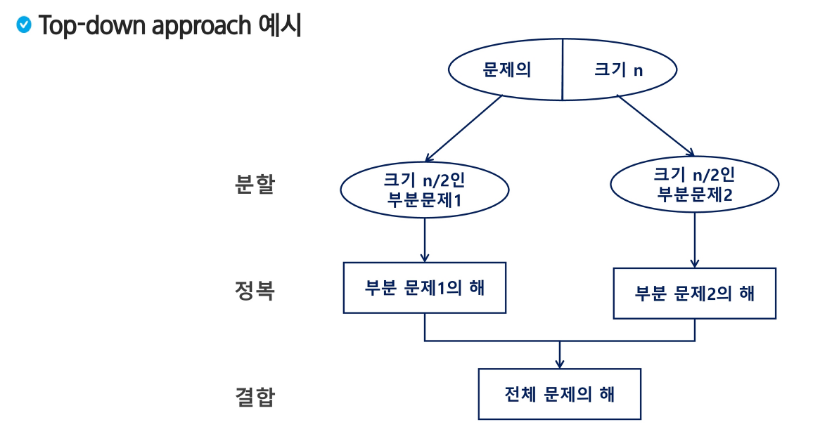 Top-down approach 예시
문제의 크기 n
분할
크기 n/2인
부분문제1
크기 n/2인
부분문제2
정복
부분 문제1의 해
부분 문제2의 해
결합
전체 문제의 해